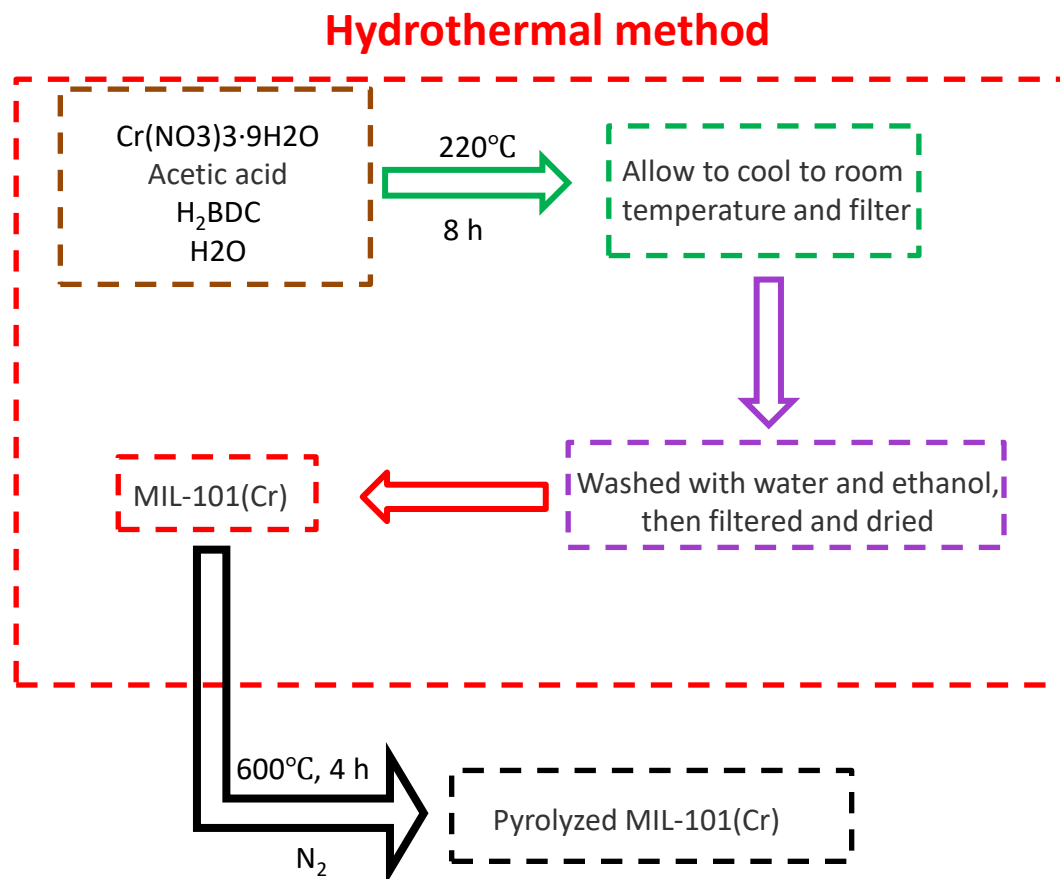 Hydrothermal method
Cr(NO3)3·9H2O
Acetic acid
H₂BDC
H2O
220℃
8 h
Allow to cool to room
temperature and filter
Washed with water and ethanol,
then filtered and dried
MIL-101(Cr)
600℃, 4 h
N₂
Pyrolyzed MIL-101(Cr)